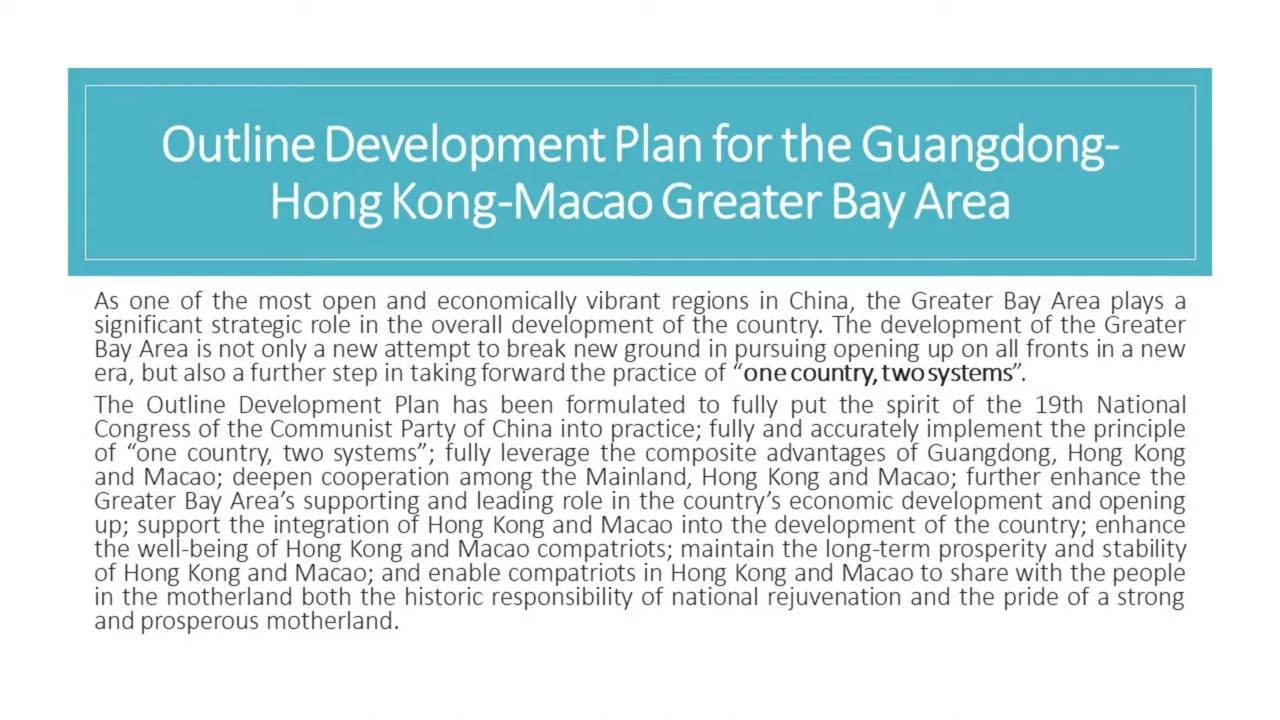 Outline Development Plan for the Guangdong-
Hong Kong-Macao Greater Bay Area
As one of the most open and economically vibrant regions in China, the Greater Bay Area plays a
significant strategic role in the overall development of the country. The development of the Greater
Bay Area is not only a new attempt to break new ground in pursuing opening up on all fronts in a new
era, but also a further step in taking forward the practice of “one country, two systems”.
The Outline Development Plan has been formulated to fully put the spirit of the 19th National
Congress of the Communist Party of China into practice; fully and accurately implement the principle
of “one country, two systems”; fully leverage the composite advantages of Guangdong, Hong Kong
and Macao; deepen cooperation among the Mainland, Hong Kong and Macao; further enhance the
Greater Bay Area’s supporting and leading role in the country’s economic development and opening
up; support the integration of Hong Kong and Macao into the development of the country; enhance
the well-being of Hong Kong and Macao compatriots; maintain the long-term prosperity and stability
of Hong Kong and Macao; and enable compatriots in Hong Kong and Macao to share with the people
in the motherland both the historic responsibility of national rejuvenation and the pride of a strong
and prosperous motherland.